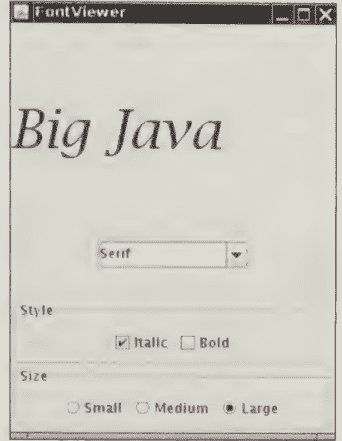 FontViewer
Big Java
Serif
Style
Italic Bold
Size
Small Medium Large